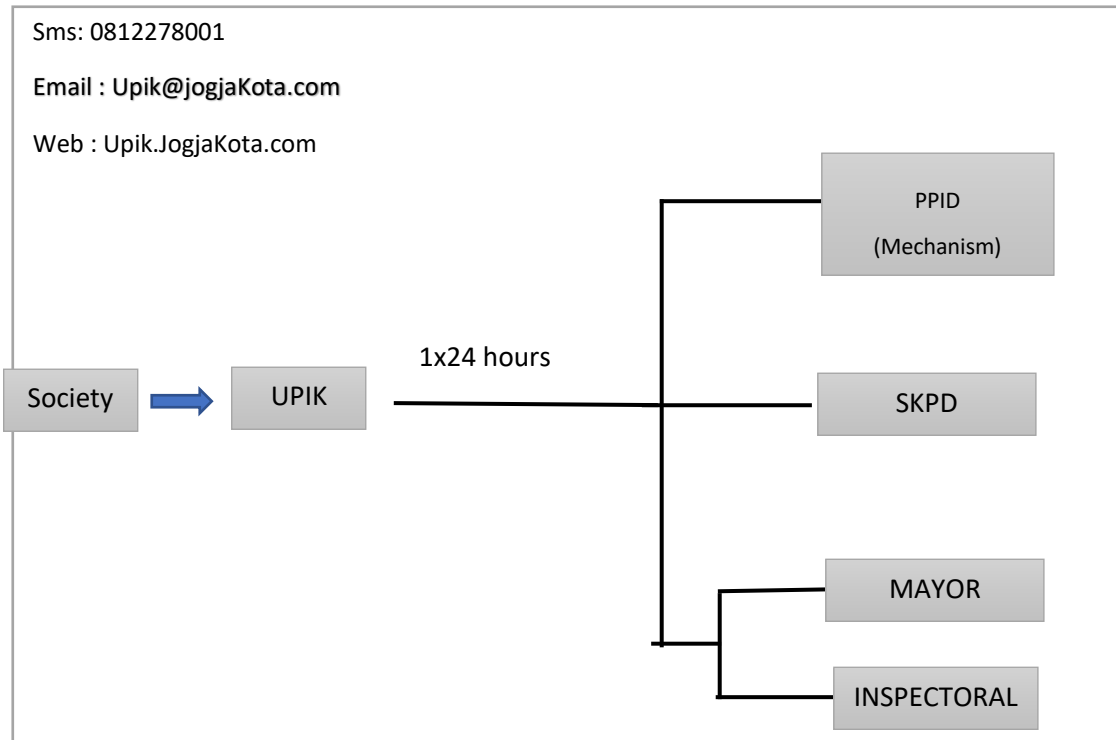 Sms: 0812278001
Email : Upik@jogjaKota.com
Web : Upik.JogjaKota.com
PPID
(Mechanism)
1x24 hours
Society
UPIK
SKPD
MAYOR
INSPECTORAL